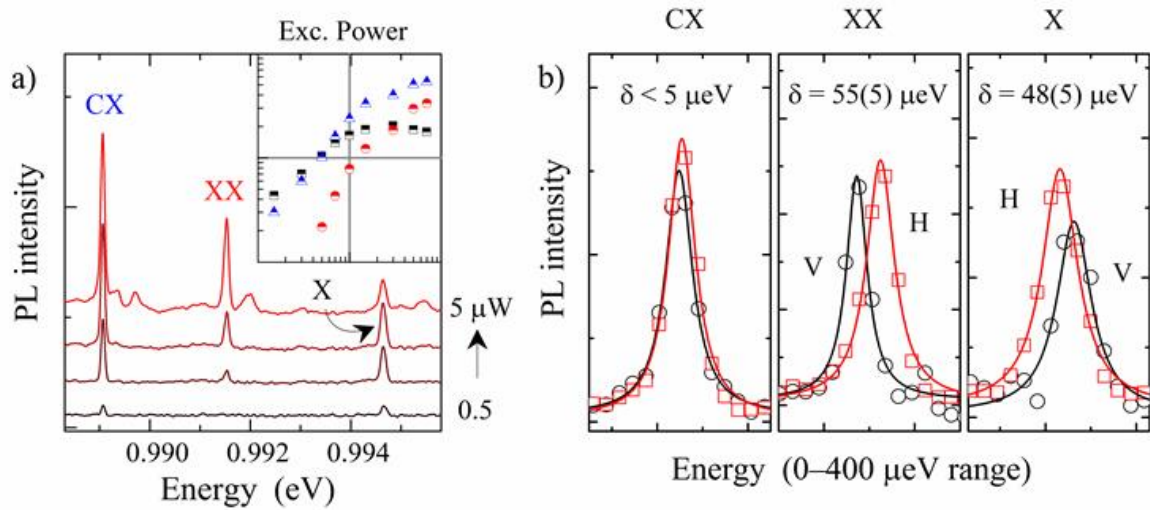 Exc. Power
a)
CX
XX
X
5 µW
0.5
PL intensity
0.990 0.992 0.994
Energy (eV)
CX XX X
b)
δ < 5 µeV δ = 55(5) µeV δ = 48(5) µeV
V H H V
PL intensity
Energy (0–400 µeV range)